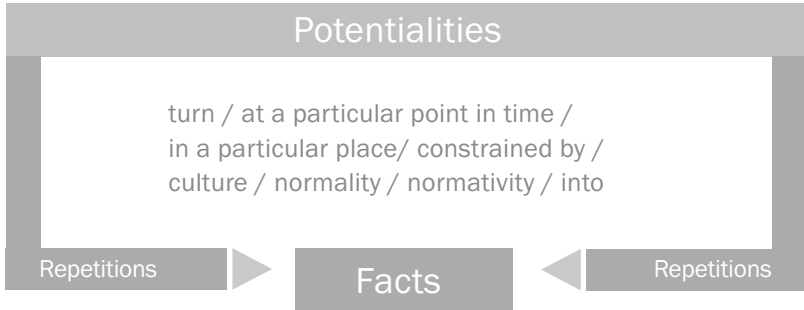 Potentialities
turn / at a particular point in time /
in a particular place/ constrained by /
culture / normality / normativity / into
Repetitions
Facts
Repetitions